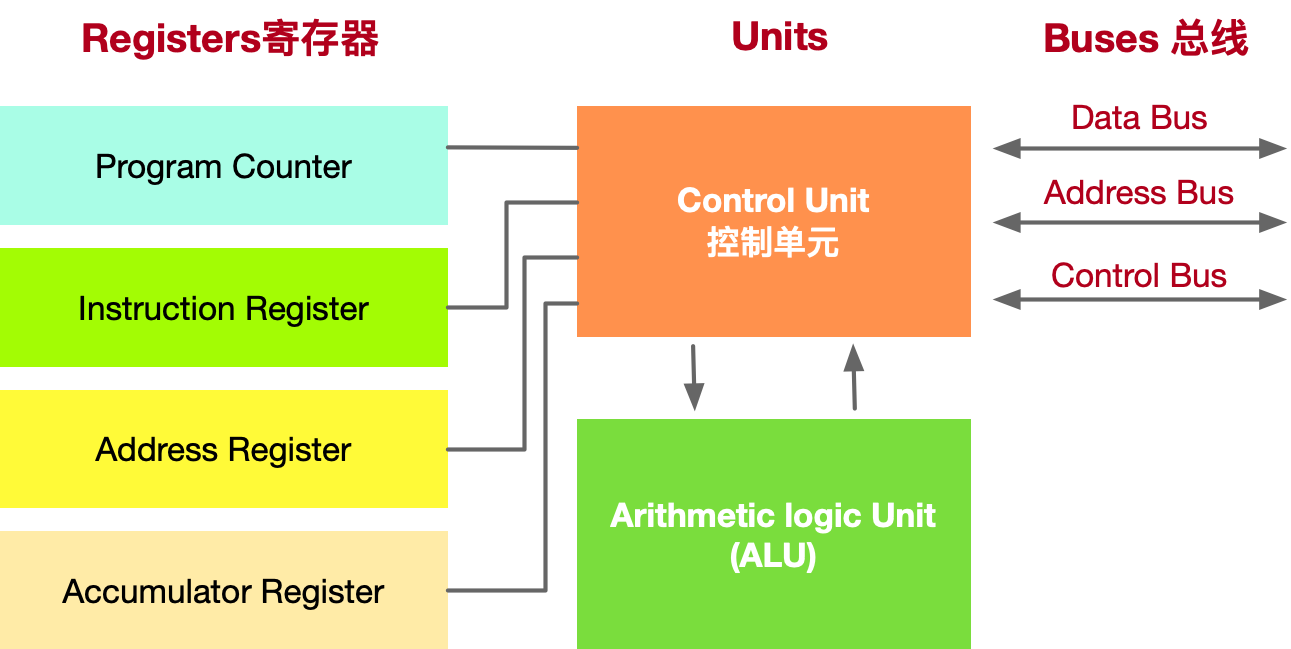 Registers寄存器
Units
Buses 总线
Program Counter
Instruction Register
Address Register
Accumulator Register
Control Unit
控制单元
Arithmetic logic Unit
(ALU)
Data Bus
Address Bus
Control Bus